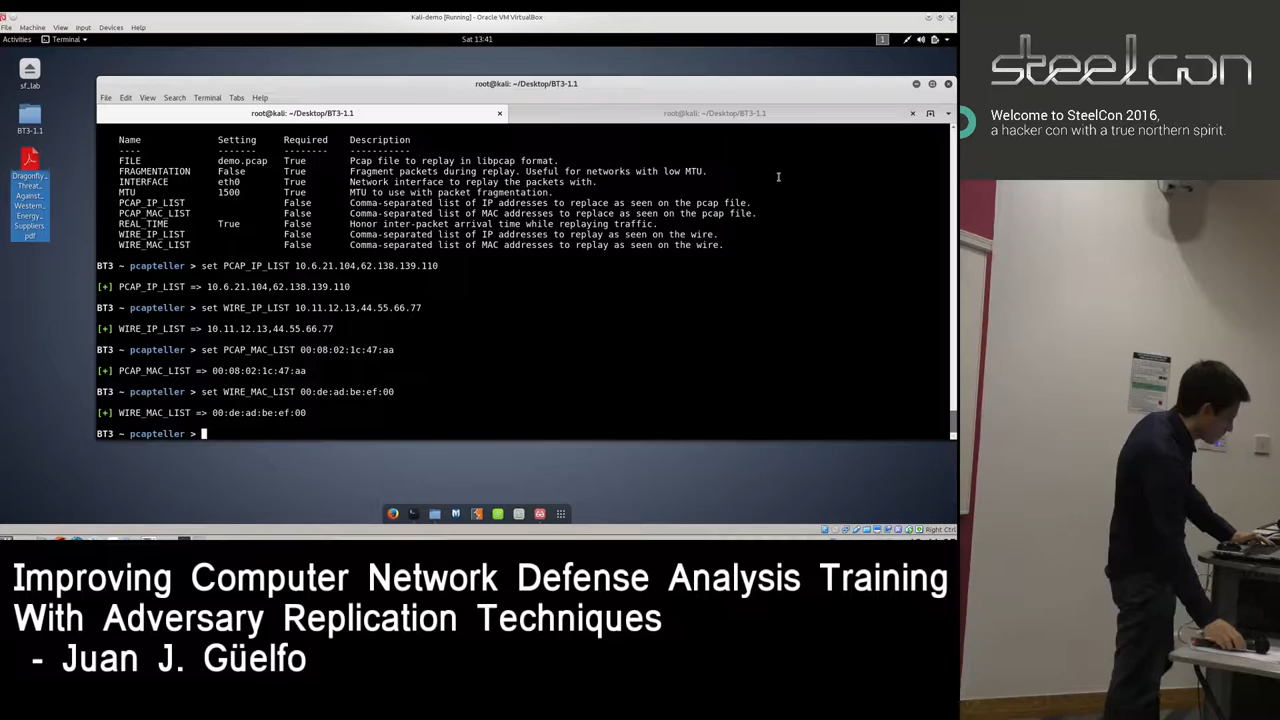 Kali-demo [Running] - Oracle VM VirtualBox
File Machine View Input Devices Help
Activities Terminal Sat 13:41 1
sf_lab
BT3-1.1
Dragonfly_
Threat_
Against_
Western_
Energy_
Suppliers.
pdf
root@kali: ~/Desktop/BT3-1.1
File Edit View Search Terminal Tabs Help
root@kali: ~/Desktop/BT3-1.1 root@kali: ~/Desktop/BT3-1.1
Name Setting Required Description
---- ------- -------- -----------
FILE demo.pcap True Pcap file to replay in libpcap format.
FRAGMENTATION False True Fragment packets during replay. Useful for networks with low MTU.
INTERFACE eth0 True Network interface to replay the packets with.
MTU 1500 True MTU to use with packet fragmentation.
PCAP_IP_LIST False Comma-separated list of IP addresses to replace as seen on the pcap file.
PCAP_MAC_LIST False Comma-separated list of MAC addresses to replace as seen on the pcap file.
REAL_TIME True False Honor inter-packet arrival time while replaying traffic.
WIRE_IP_LIST False Comma-separated list of IP addresses to replay as seen on the wire.
WIRE_MAC_LIST False Comma-separated list of MAC addresses to replay as seen on the wire.
BT3 ~ pcapteller > set PCAP_IP_LIST 10.6.21.104,62.138.139.110
[+] PCAP_IP_LIST => 10.6.21.104,62.138.139.110
BT3 ~ pcapteller > set WIRE_IP_LIST 10.11.12.13,44.55.66.77
[+] WIRE_IP_LIST => 10.11.12.13,44.55.66.77
BT3 ~ pcapteller > set PCAP_MAC_LIST 00:08:02:1c:47:aa
[+] PCAP_MAC_LIST => 00:08:02:1c:47:aa
BT3 ~ pcapteller > set WIRE_MAC_LIST 00:de:ad:be:ef:00
[+] WIRE_MAC_LIST => 00:de:ad:be:ef:00
BT3 ~ pcapteller >
Right Ctrl
steelcon
Welcome to SteelCon 2016,
a hacker con with a true northern spirit.
Improving Computer Network Defense Analysis Training
With Adversary Replication Techniques
- Juan J. Güelfo